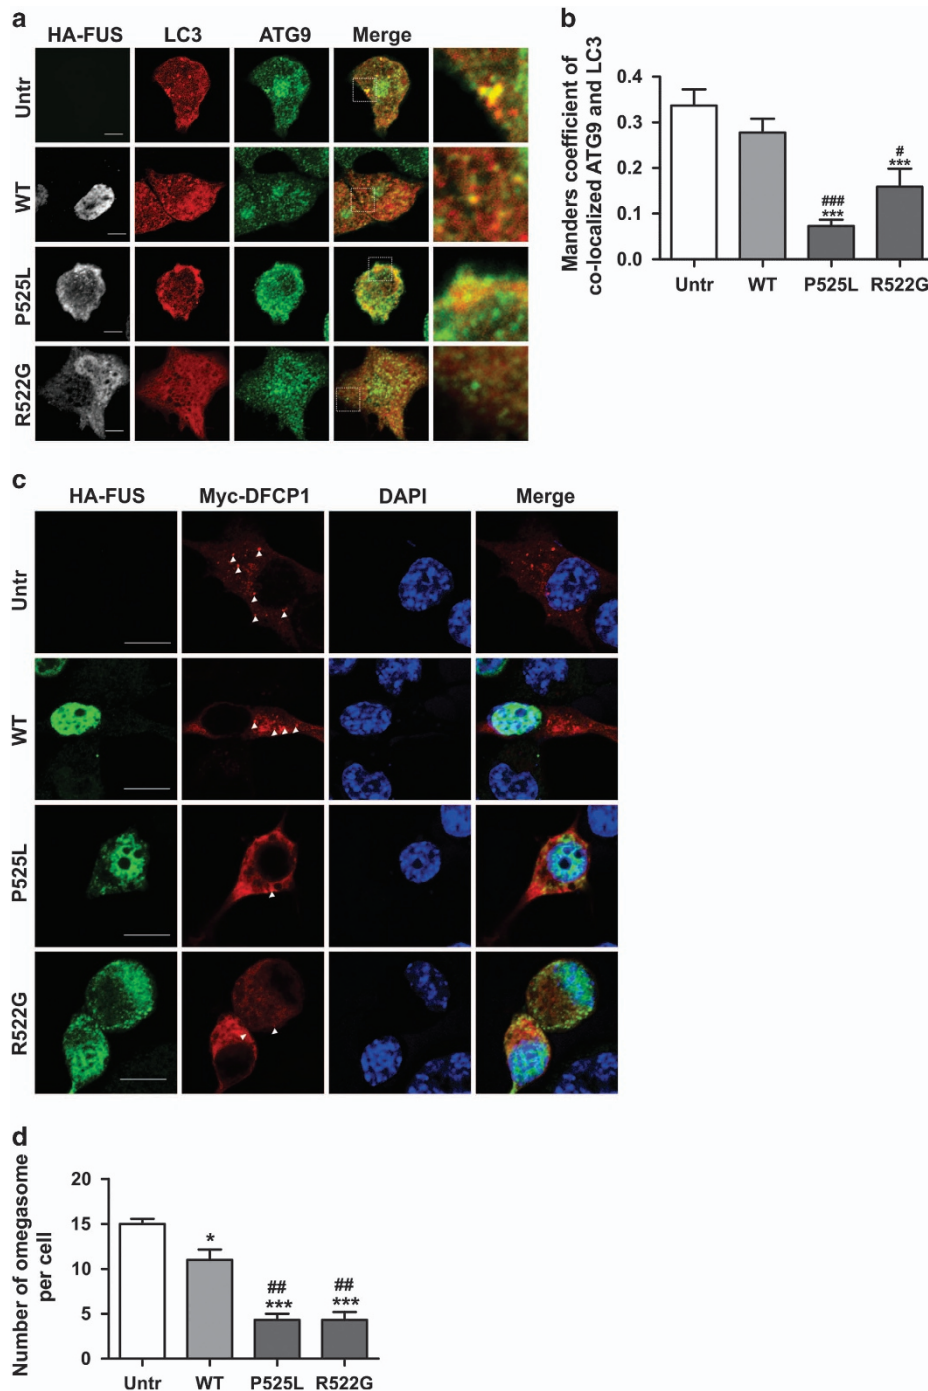 a
HA-FUS LC3 ATG9 Merge
Untr
WT
P525L
R522G
b
Manders coefficient of
co-localized ATG9 and LC3
0.4
0.3
0.2
0.1
0.0
###
***
#
***
Untr WT P525L R522G
c
HA-FUS Myc-DFCP1 DAPI Merge
Untr
WT
P525L
R522G
d
Number of omegasome
per cell
20
15
10
5
0
*
##
***
##
***
Untr WT P525L R522G